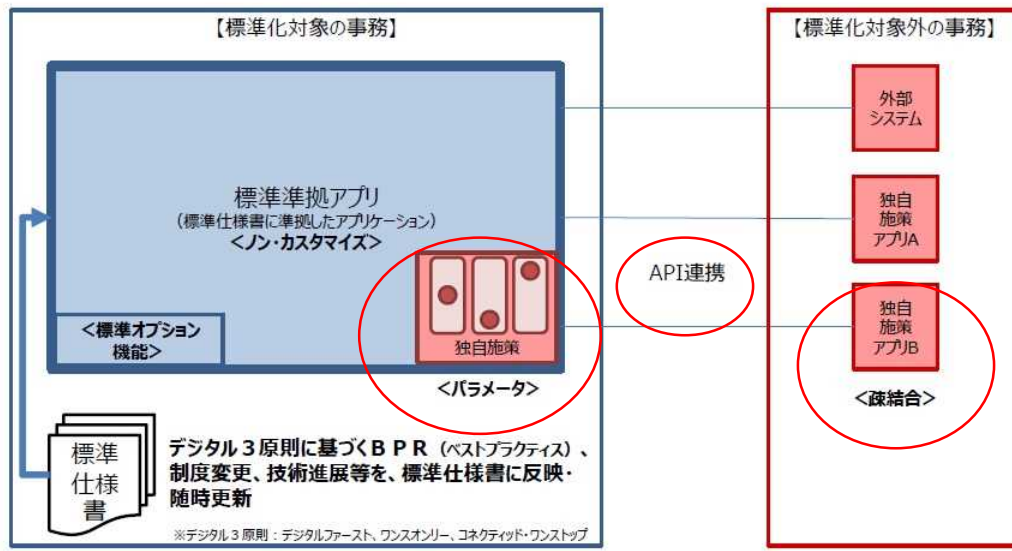 【標準化対象の事務】
標準準拠アプリ
(標準仕様書に準拠したアプリケーション)
<ノン・カスタマイズ>
<標準オプション
機能>
独自施策
<パラメータ>
標準
仕様
書
デジタル3原則に基づくBPR(ベストプラクティス)、
制度変更、技術進展等を、標準仕様書に反映・
随時更新
※デジタル3原則:デジタルファースト、ワンスオンリー、コネクティッド・ワンストップ
API連携
【標準化対象外の事務】
外部
システム
独自
施策
アプリA
独自
施策
アプリB
<疎結合>